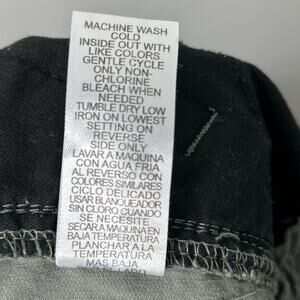 MACHINE WASH
COLD
INSIDE OUT WITH
LIKE COLORS
GENTLE CYCLE
ONLY NON-
CHLORINE
BLEACH WHEN
NEEDED
TUMBLE DRY LOW
IRON ON LOWEST
SETTING ON
REVERSE
SIDE ONLY
LAVAR A MAQUINA
CON AGUA FRIA
AL REVERSO CON
COLORES SIMILARES
CICLO DELICADO
USAR BLANQUEADOR
SIN CLORO CUANDO
SE NECESITE
SECAR A MAQUINA EN
BAJA TEMPERATURA
PLANCHAR A LA
TEMPERATURA
MAS BAJA